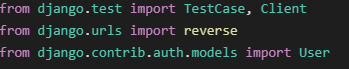 from django.test import TestCase, Client
from django.urls import reverse
from django.contrib.auth.models import User